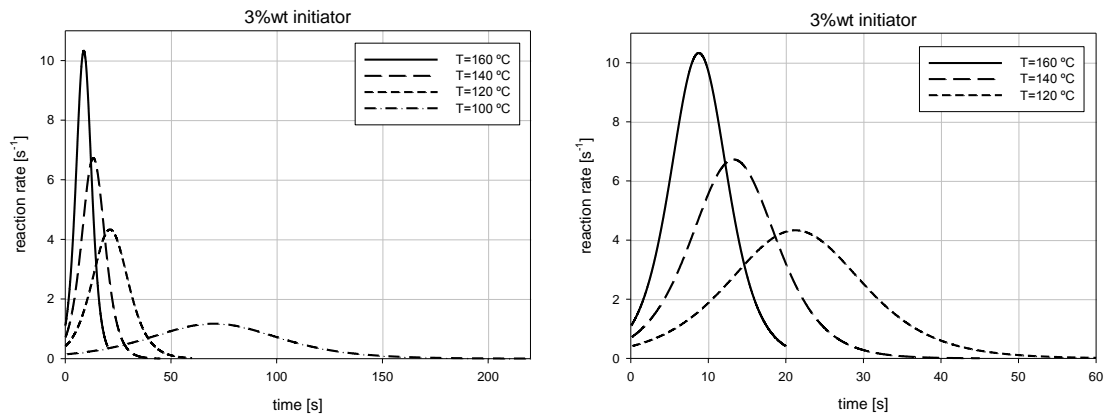 3%wt initiator
reaction rate [s-1]
10
8
6
4
2
0
T=160 ºC
T=140 ºC
T=120 ºC
T=100 ºC
0 50 100 150 200
time [s]
3%wt initiator
reaction rate [s-1]
10
8
6
4
2
0
T=160 ºC
T=140 ºC
T=120 ºC
0 10 20 30 40 50 60
time [s]